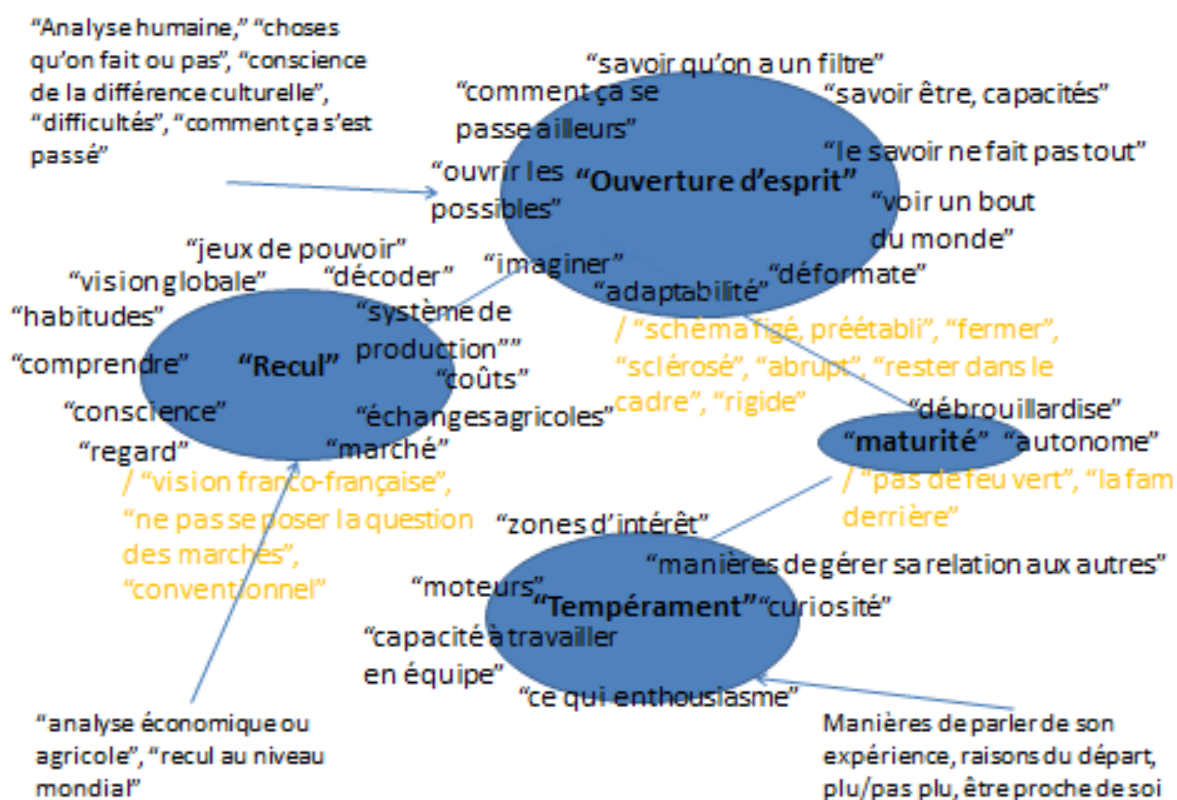 “Analyse humaine,” “choses
qu’on fait ou pas”, “conscience
de la différence culturelle”,
“difficultés”, “comment ça s’est
passé”
“savoir qu’on a un filtre”
“comment ça se
passe ailleurs”
“savoir être, capacités”
“le savoir ne fait pas tout”
“ouvrir les
possibles”
“Ouverture d’esprit”
“voir un bout
du monde”
“imaginer”
“déformate”
“adaptabilité”
/ “schéma figé, préétabli”, “fermer”,
“sclérosé”, “abrupt”, “rester dans le
cadre”, “rigide”
“jeux de pouvoir”
“vision globale”
“décoder”
“habitudes”
“système de
production””
“comprendre”
“Recul”
“coûts”
“conscience”
“échanges agricoles”
“regard”
“marché”
/ “vision franco-française”,
“ne pas se poser la question
des marchés”,
“conventionnel”
“débrouillardise”
“maturité”
“autonome”
/ “pas de feu vert”, “la fam
derrière”
“zones d’intérêt”
“manières de gérer sa relation aux autres”
“moteurs”
“Tempérament”
“curiosité”
“capacité à travailler
en équipe”
“ce qui enthousiasme”
“analyse économique ou
agricole”, “recul au niveau
mondial”
Manières de parler de son
expérience, raisons du départ,
plu/pas plu, être proche de soi